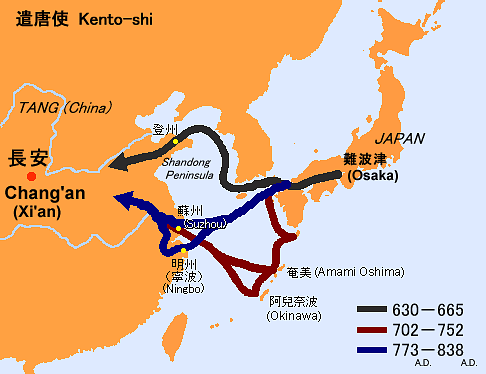 遣唐使 Kento-shi
TANG (China)
登州
長安
Chang'an
(Xi'an)
Shandong
Peninsula
JAPAN
難波津
(Osaka)
蘇州
(Suzhou)
明州
(寧波)
(Ningbo)
奄美 (Amami Oshima)
阿兒奈波
(Okinawa)
630－665
702－752
773－838
A.D. A.D.